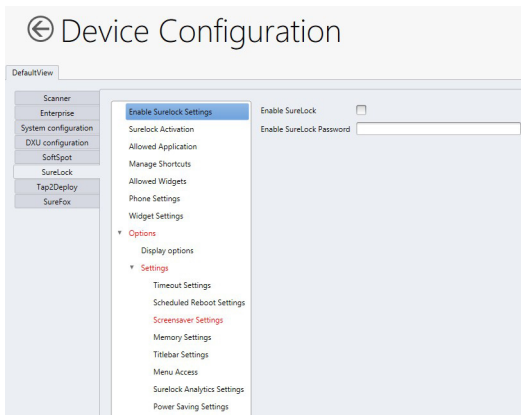 Device Configuration
DefaultView
Scanner
Enterprise
System configuration
DXU configuration
SoftSpot
SureLock
Tap2Deploy
SureFox
Enable Surelock Settings
Surelock Activation
Allowed Application
Manage Shortcuts
Allowed Widgets
Phone Settings
Widget Settings
Options
Display options
Settings
Timeout Settings
Scheduled Reboot Settings
Screensaver Settings
Memory Settings
Titlebar Settings
Menu Access
Surelock Analytics Settings
Power Saving Settings
Enable SureLock
Enable SureLock Password